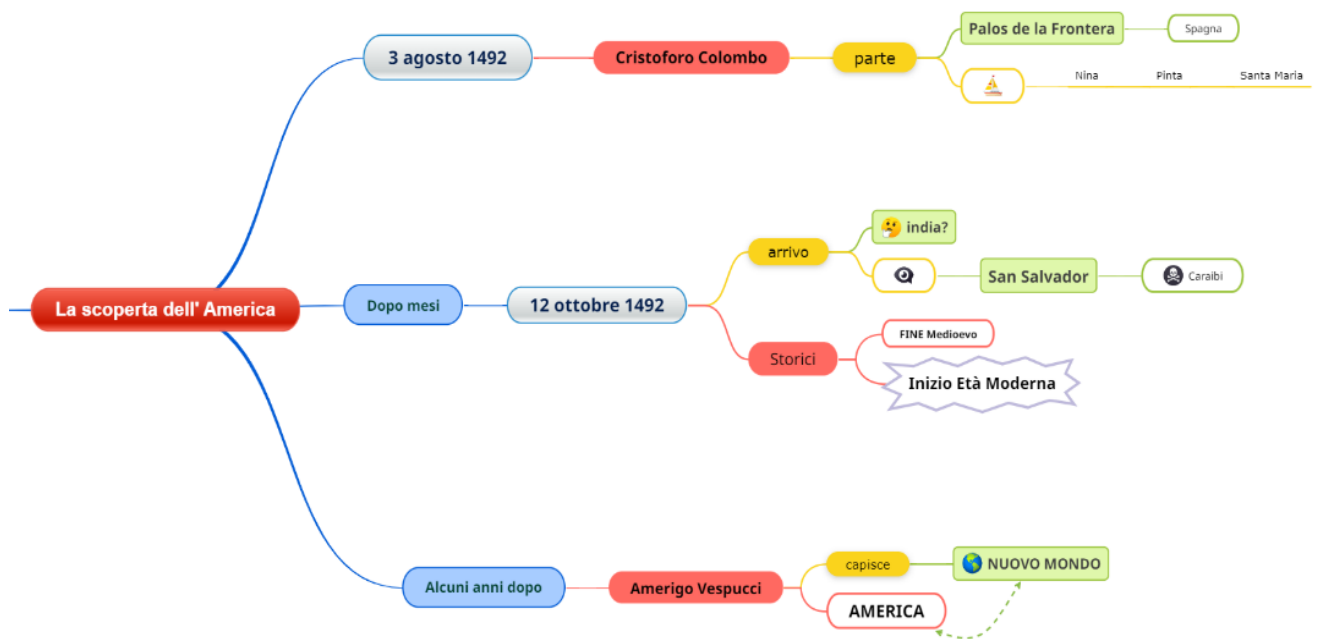 3 agosto 1492
Cristoforo Colombo
parte
Palos de la Frontera
Spagna
Nina
Pinta
Santa Maria
La scoperta dell' America
Dopo mesi
12 ottobre 1492
arrivo
india?
San Salvador
Caraibi
Storici
FINE Medioevo
Inizio Età Moderna
Alcuni anni dopo
Amerigo Vespucci
capisce
NUOVO MONDO
AMERICA